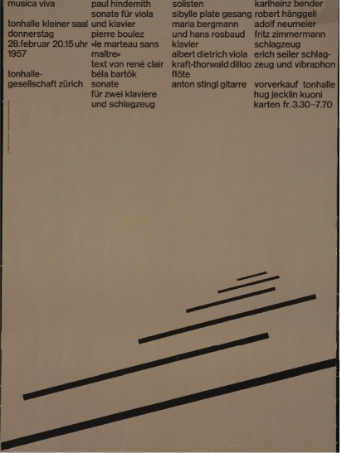 musica viva
tonhalle kleiner saal
donnerstag
28.februar 20.15 uhr
1957
tonhalle-
gesellschaft zürich
paul hindemith
sonate für viola
und klavier
pierre boulez
«le marteau sans
maître»
text von rené clair
béla bartók
sonate
für zwei klaviere
und schlagzeug
solisten
sibylle plate gesang
maria bergmann
und hans rosbaud
klavier
albert dietrich viola
kraft-thorwald dilloo
flöte
anton stingl gitarre
karlheinz bender
robert hänggeli
adolf neumeier
fritz zimmermann
schlagzeug
erich seiler schlag-
zeug und vibraphon
vorverkauf tonhalle
hug jecklin kuoni
karten fr. 3.30–7.70